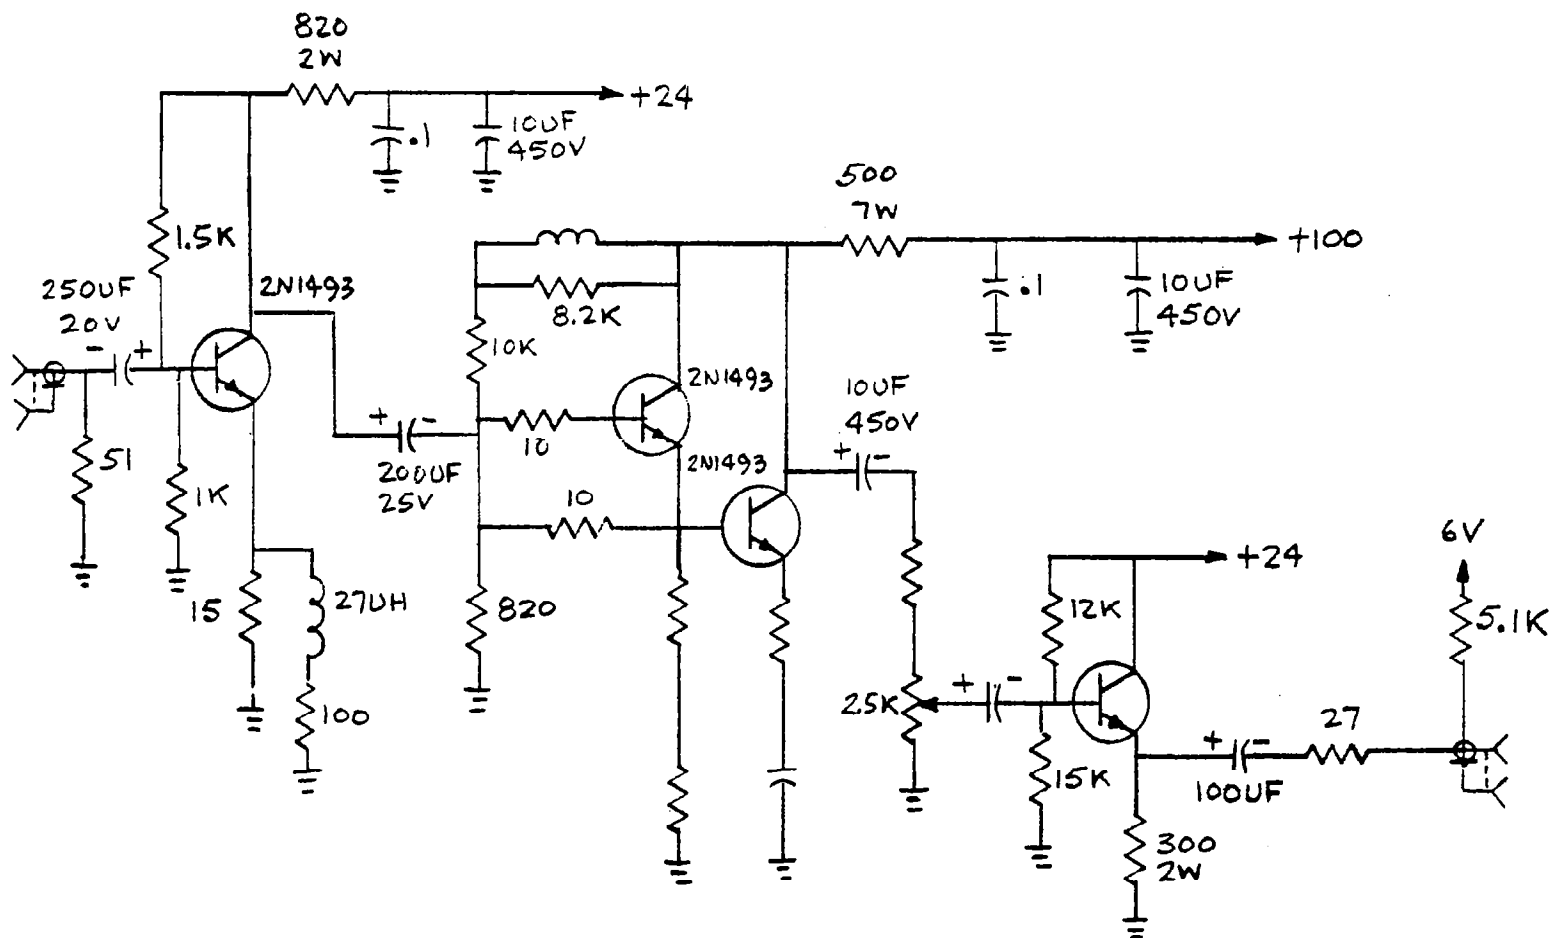 820
2W
+24
.1
10UF
450V
500
7W
1.5K
+100
250UF
20V
2N1493
8.2K
.1
10UF
450V
- +
10K
2N1493
10UF
450V
+ -
51
1K
10
2N1493
+ -
200UF
25V
10
6V
+24
15
27UH
820
12K
5.1K
100
25K
+ -
27
15K
+ -
100UF
300
2W